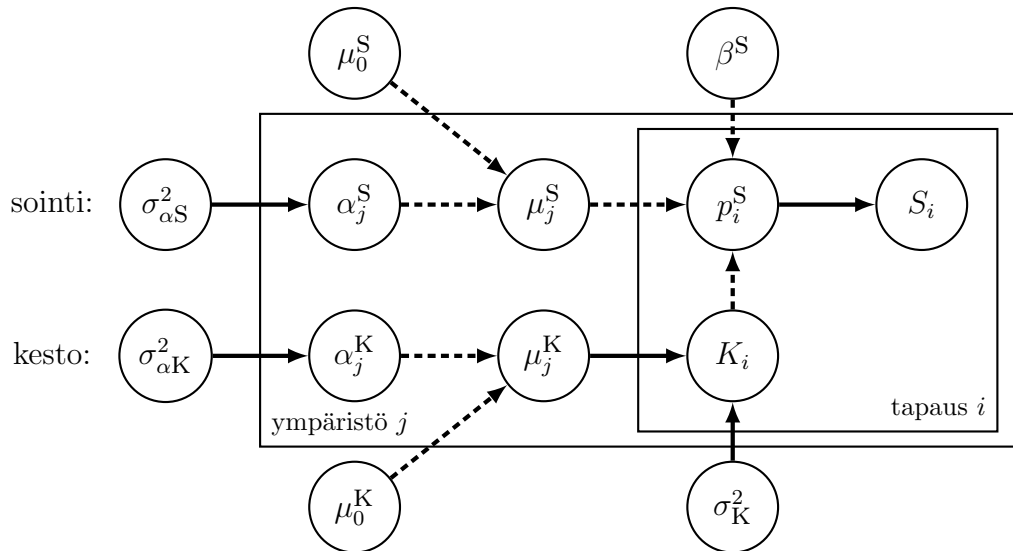 μ₀ˢ βˢ
sointi: σ²_αS α_jˢ μ_jˢ p_iˢ S_i
kesto: σ²_αK α_jᴷ μ_jᴷ K_i
ympäristö j tapaus i
μ₀ᴷ σ²_K